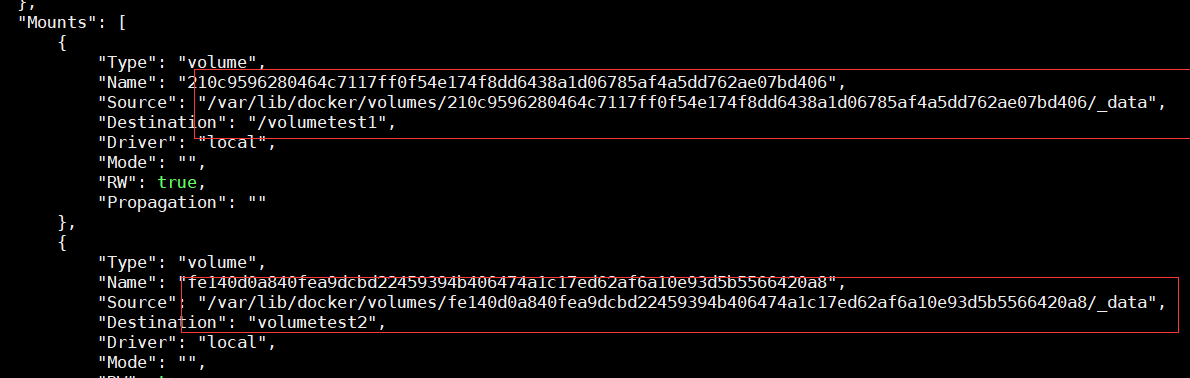 },
"Mounts": [
{
"Type": "volume",
"Name": "210c9596280464c7117ff0f54e174f8dd6438a1d06785af4a5dd762ae07bd406",
"Source": "/var/lib/docker/volumes/210c9596280464c7117ff0f54e174f8dd6438a1d06785af4a5dd762ae07bd406/_data",
"Destination": "/volumetest1",
"Driver": "local",
"Mode": "",
"RW": true,
"Propagation": ""
},
{
"Type": "volume",
"Name": "fe140d0a840fea9dcbd22459394b406474a1c17ed62af6a10e93d5b5566420a8",
"Source": "/var/lib/docker/volumes/fe140d0a840fea9dcbd22459394b406474a1c17ed62af6a10e93d5b5566420a8/_data",
"Destination": "volumetest2",
"Driver": "local",
"Mode": "",